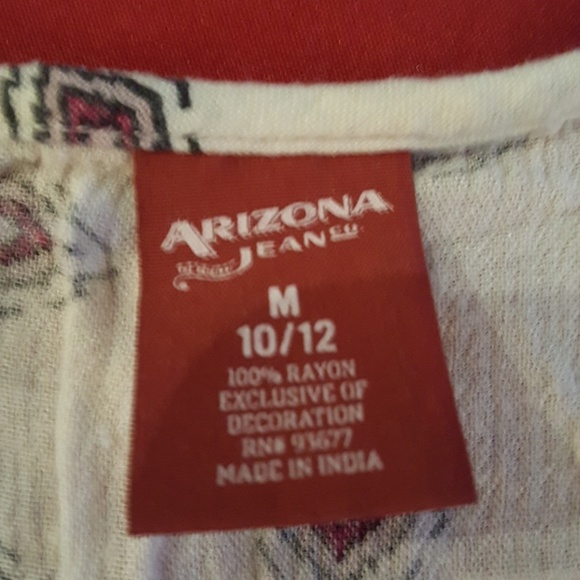 ARIZONA
JEAN CO.
M
10/12
100% RAYON
EXCLUSIVE OF
DECORATION
RN# 93677
MADE IN INDIA